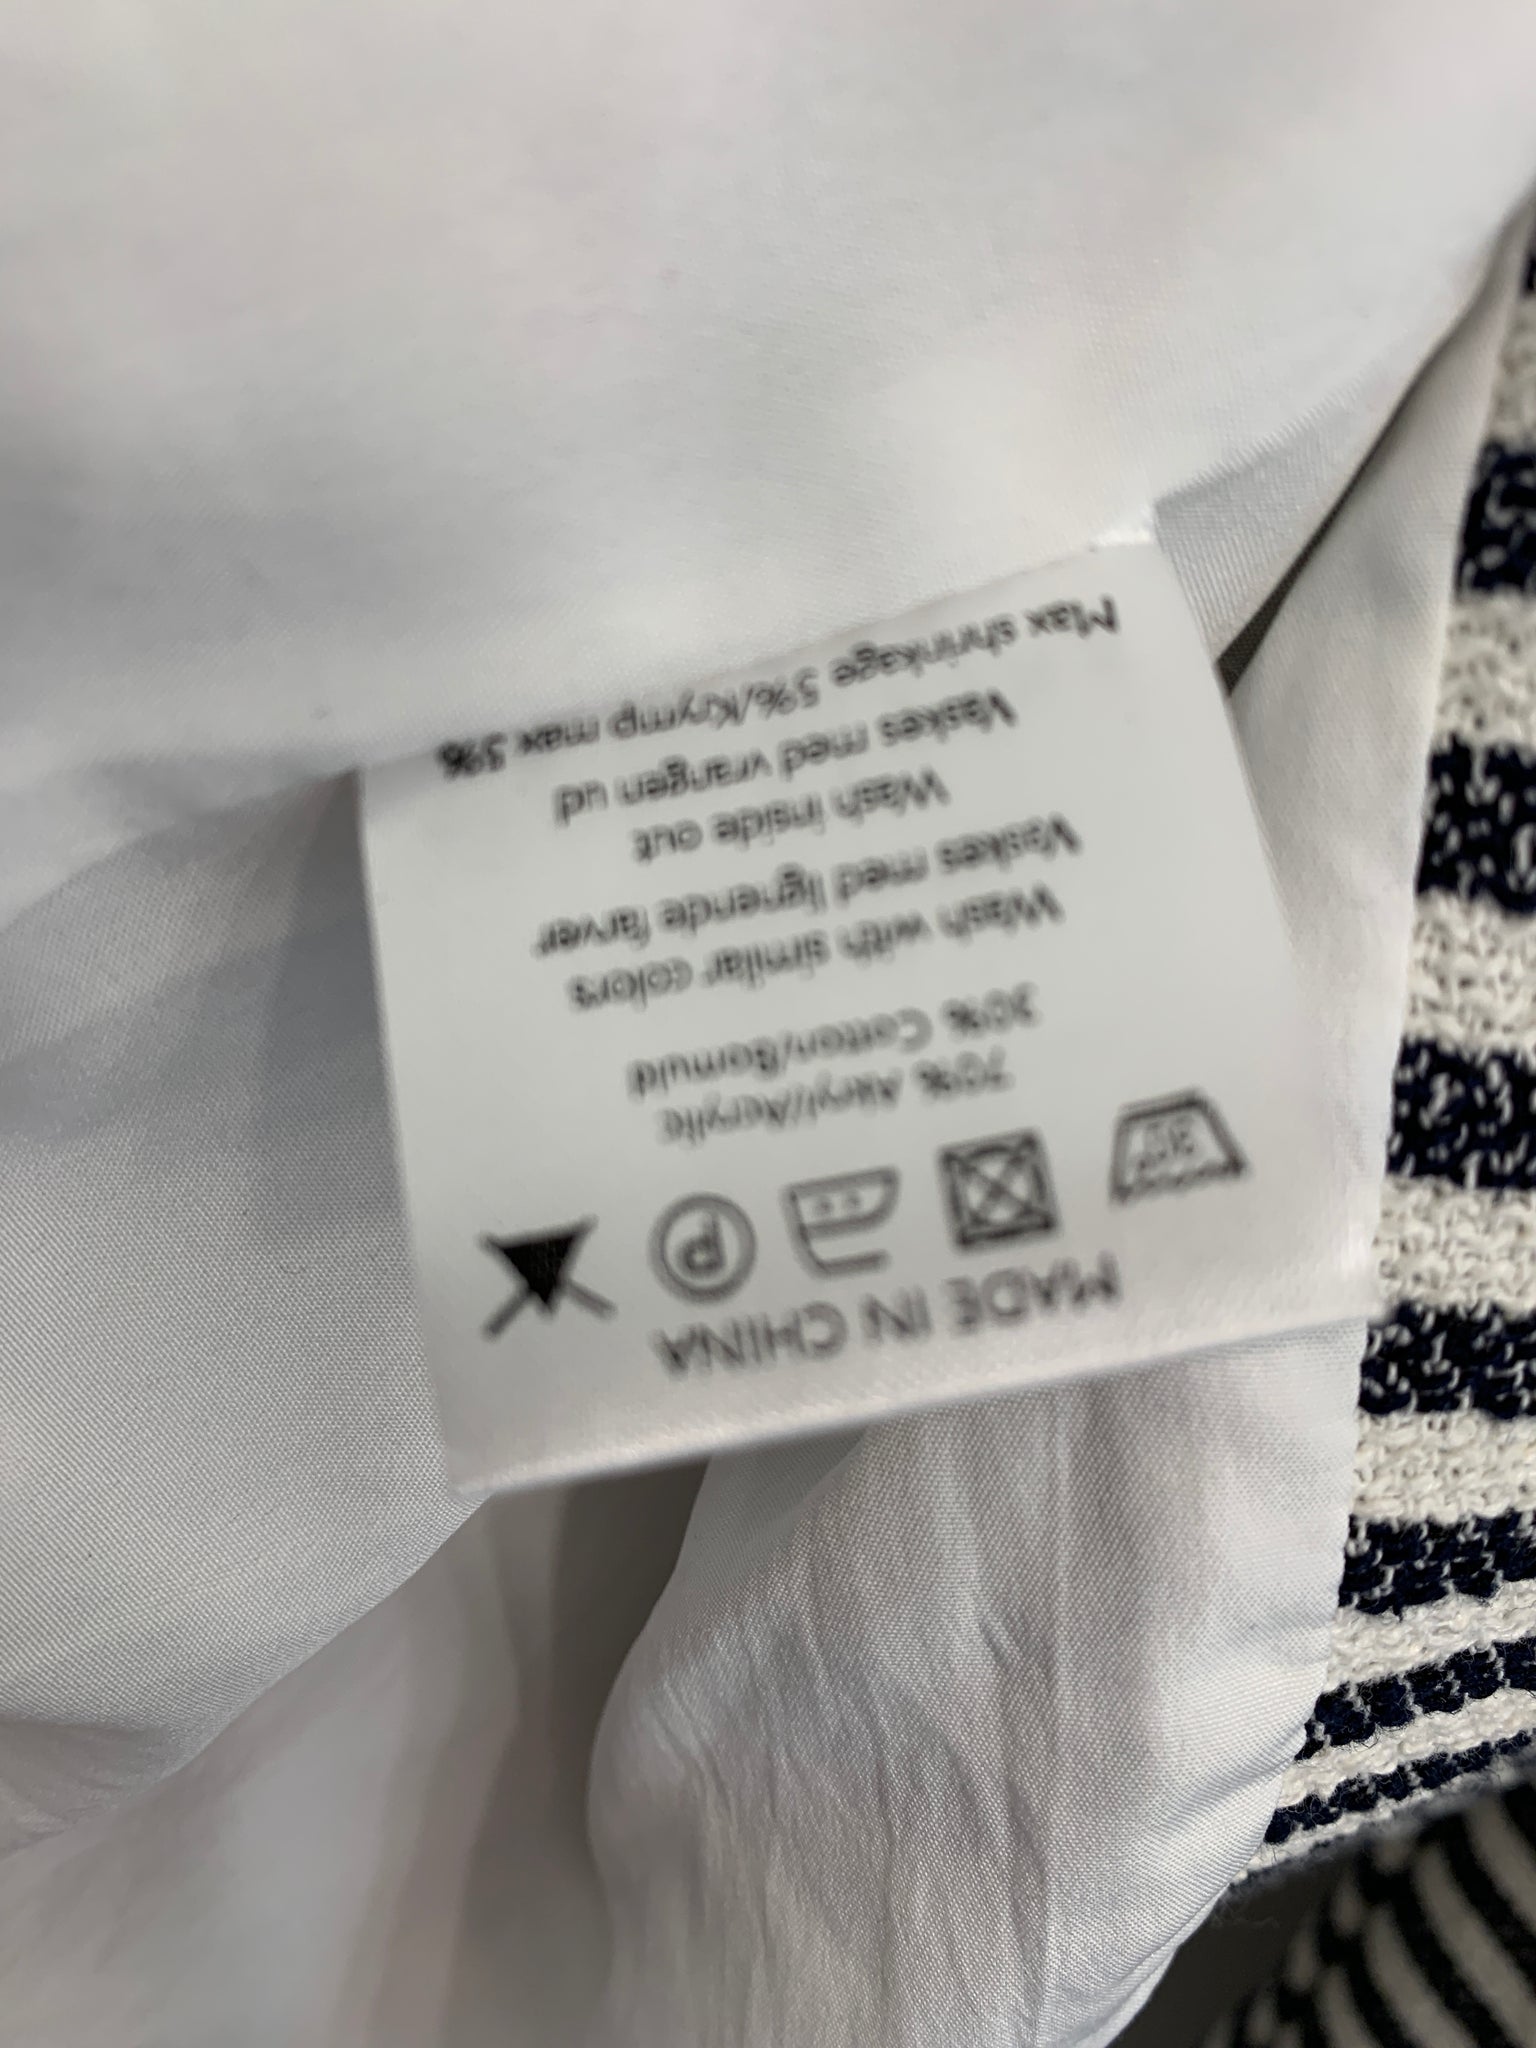 MADE IN CHINA
30
P
70% Akryl/Acrylic
30% Cotton/Bomuld
Wash with similar colors
Vaskes med lignende farver
Wash inside out
Vaskes med vrangen ud
Max shrinkage 5%/Krymp max 5%